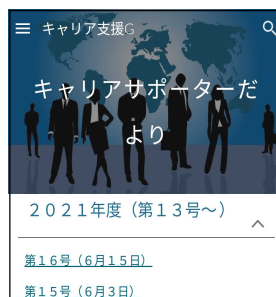 キャリア支援G
キャリアサポーターだ
より
２０２１年度（第１３号～）
第１６号（６月１５日）
第１５号（６月３日）